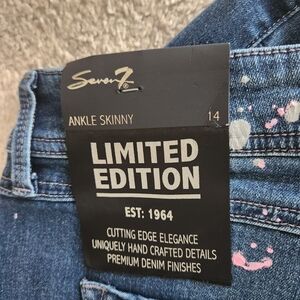 Seven7
ANKLE SKINNY 14
LIMITED
EDITION
EST: 1964
CUTTING EDGE ELEGANCE
UNIQUELY HAND CRAFTED DETAILS
PREMIUM DENIM FINISHES